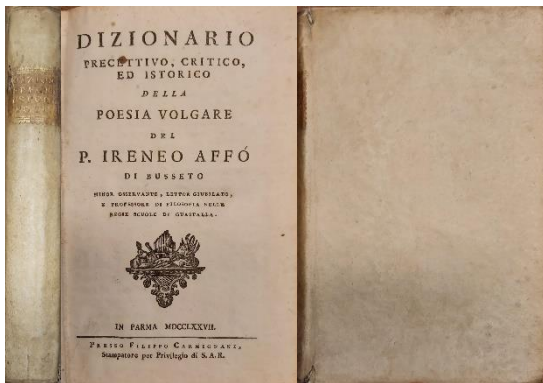 DIZIONARIO
PRECETTIVO, CRITICO,
ED ISTORICO
DELLA
POESIA VOLGARE
DEL
P. IRENEO AFFÓ
DI BUSSETO
MINOR OSSERVANTE, LETTOR GIUBILATO,
E PROFESSORE DI FILOSOFIA NELLE
REGIE SCUOLE DI GUASTALLA.
IN PARMA MDCCLXXVII.
PRESSO FILIPPO CARMIGNANI,
Stampatore per Privilegio di S. A. R.